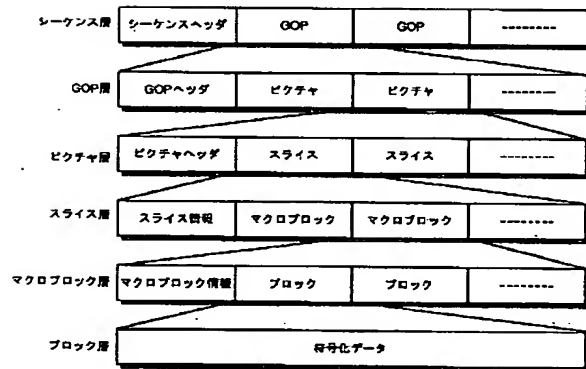 シーケンス層 シーケンスヘッダ GOP GOP --------
GOP層 GOPヘッダ ピクチャ ピクチャ --------
ピクチャ層 ピクチャヘッダ スライス スライス --------
スライス層 スライス情報 マクロブロック マクロブロック --------
マクロブロック層 マクロブロック情報 ブロック ブロック --------
ブロック層 符号化データ